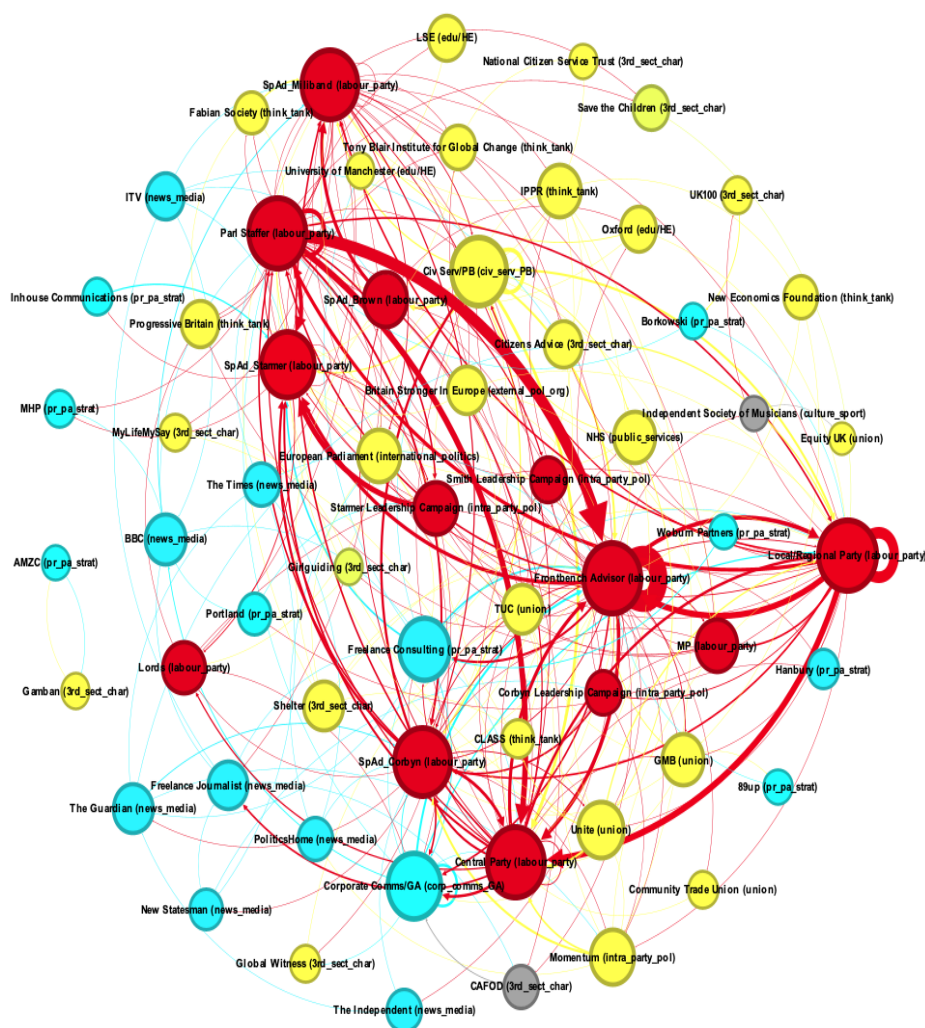 LSE (edu/HE)
National Citizen Service Trust (3rd_sect_char)
SpAd_Miliband (labour_party)
Fabian Society (think_tank)
Save the Children (3rd_sect_char)
Tony Blair Institute for Global Change (think_tank)
University of Manchester (edu/HE)
ITV (news_media)
IPPR (think_tank)
UK100 (3rd_sect_char)
Parl Staffer (labour_party)
Oxford (edu/HE)
Civ Serv/PB (civ_serv_PB)
Inhouse Communications (pr_pa_strat)
SpAd_Brown (labour_party)
New Economics Foundation (think_tank)
Progressive Britain (think_tank)
Borkowski (pr_pa_strat)
Citizens Advice (3rd_sect_char)
SpAd_Starmer (labour_party)
Britain Stronger In Europe (external_pol_org)
MHP (pr_pa_strat)
Independent Society of Musicians (culture_sport)
MyLifeMySay (3rd_sect_char)
NHS (public_services)
Equity UK (union)
European Parliament (international_politics)
Smith Leadership Campaign (intra_party_pol)
The Times (news_media)
Starmer Leadership Campaign (intra_party_pol)
Woburn Partners (pr_pa_strat)
BBC (news_media)
Local/Regional Party (labour_party)
AMZC (pr_pa_strat)
Girlguiding (3rd_sect_char)
Frontbench Advisor (labour_party)
TUC (union)
Portland (pr_pa_strat)
MP (labour_party)
Freelance Consulting (pr_pa_strat)
Lords (labour_party)
Hanbury (pr_pa_strat)
Gamban (3rd_sect_char)
Corbyn Leadership Campaign (intra_party_pol)
Shelter (3rd_sect_char)
CLASS (think_tank)
SpAd_Corbyn (labour_party)
GMB (union)
Freelance Journalist (news_media)
89up (pr_pa_strat)
The Guardian (news_media)
Unite (union)
PoliticsHome (news_media)
Central Party (labour_party)
Corporate Comms/GA (corp_comms_GA)
Community Trade Union (union)
New Statesman (news_media)
Global Witness (3rd_sect_char)
Momentum (intra_party_pol)
CAFOD (3rd_sect_char)
The Independent (news_media)